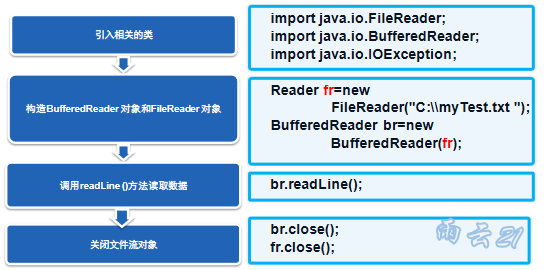 引入相关的类
import java.io.FileReader;
import java.io.BufferedReader;
import java.io.IOException;
构造BufferedReader 对象和FileReader 对象
Reader fr=new
FileReader("C:\\myTest.txt ");
BufferedReader br=new
BufferedReader(fr);
调用readLine ()方法读取数据
br.readLine();
关闭文件流对象
br.close();
fr.close();
雨云21